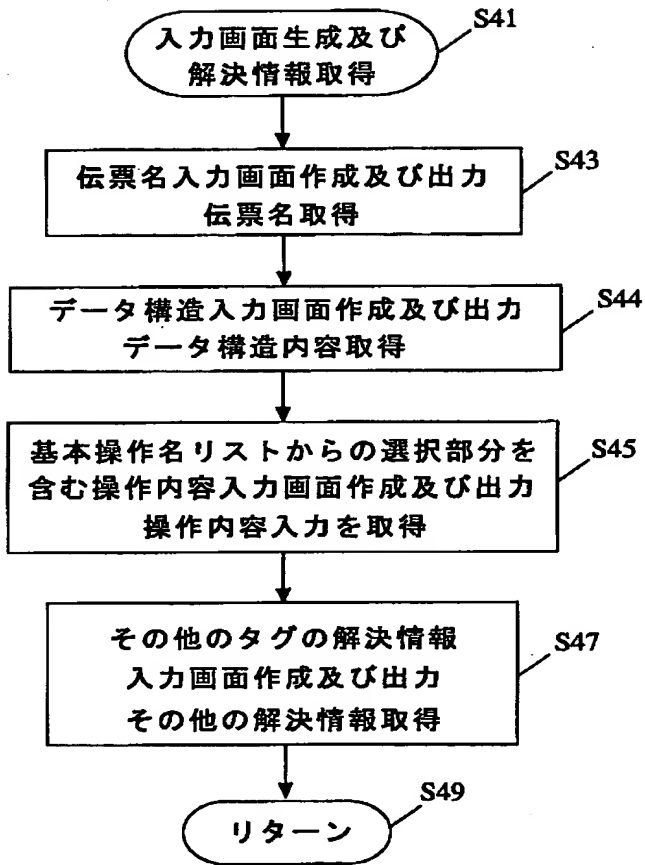 入力画面生成及び
解決情報取得
S41
伝票名入力画面作成及び出力
伝票名取得
S43
データ構造入力画面作成及び出力
データ構造内容取得
S44
基本操作名リストからの選択部分を
含む操作内容入力画面作成及び出力
操作内容入力を取得
S45
その他のタグの解決情報
入力画面作成及び出力
その他の解決情報取得
S47
リターン
S49